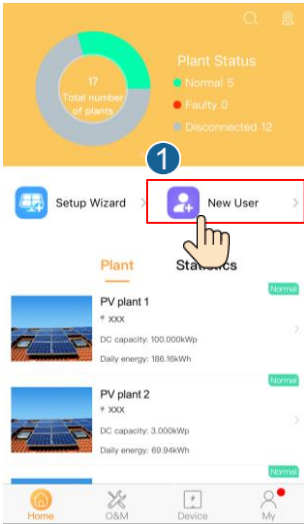 17
Total number
of plants
Plant Status
Normal 5
Faulty 0
Disconnected 12
1
Setup Wizard
New User
Plant
Statistics
Normal
PV plant 1
XXX
DC capacity: 100.000kWp
Daily energy: 186.16kWh
Normal
PV plant 2
XXX
DC capacity: 3.000kWp
Daily energy: 69.94kWh
Normal
Home
O&M
Device
My